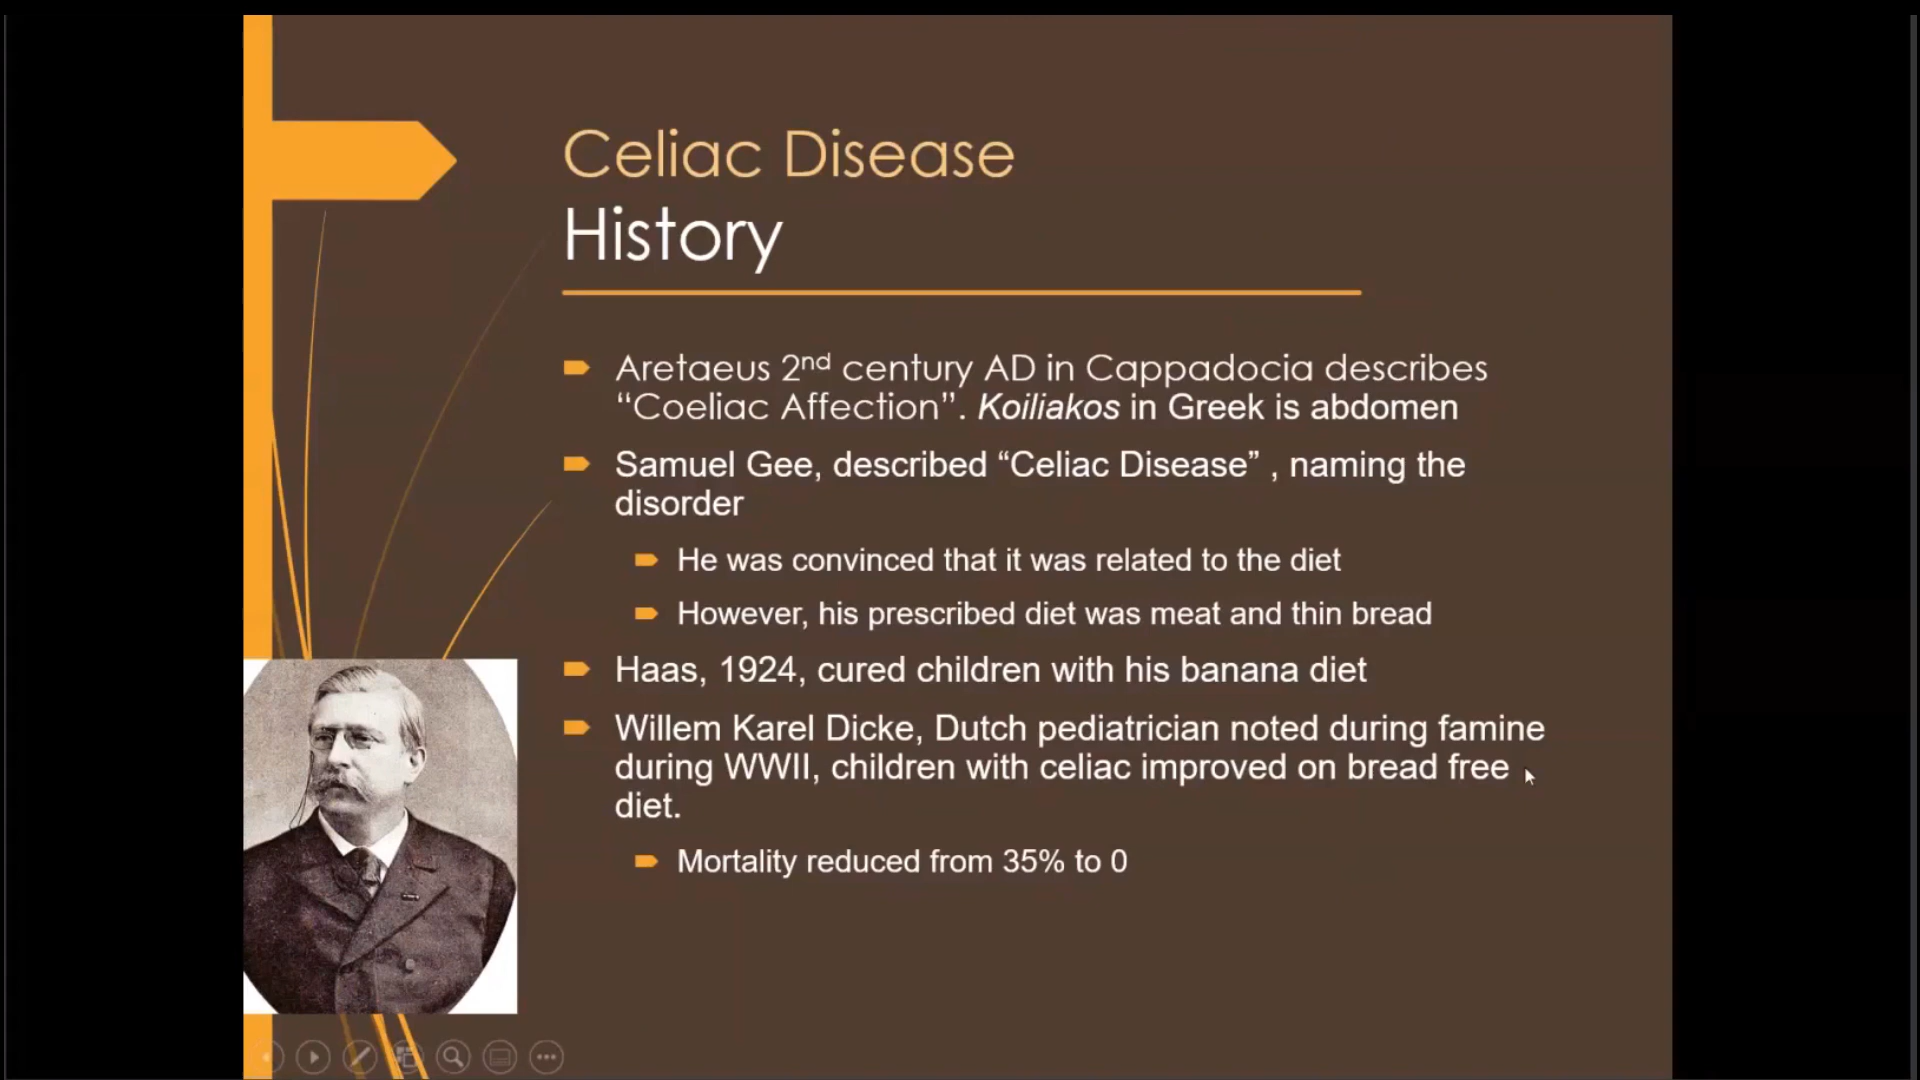 Celiac Disease
History
Aretaeus 2nd century AD in Cappadocia describes
“Coeliac Affection”. Koiliakos in Greek is abdomen
Samuel Gee, described “Celiac Disease” , naming the
disorder
He was convinced that it was related to the diet
However, his prescribed diet was meat and thin bread
Haas, 1924, cured children with his banana diet
Willem Karel Dicke, Dutch pediatrician noted during famine
during WWII, children with celiac improved on bread free
diet.
Mortality reduced from 35% to 0